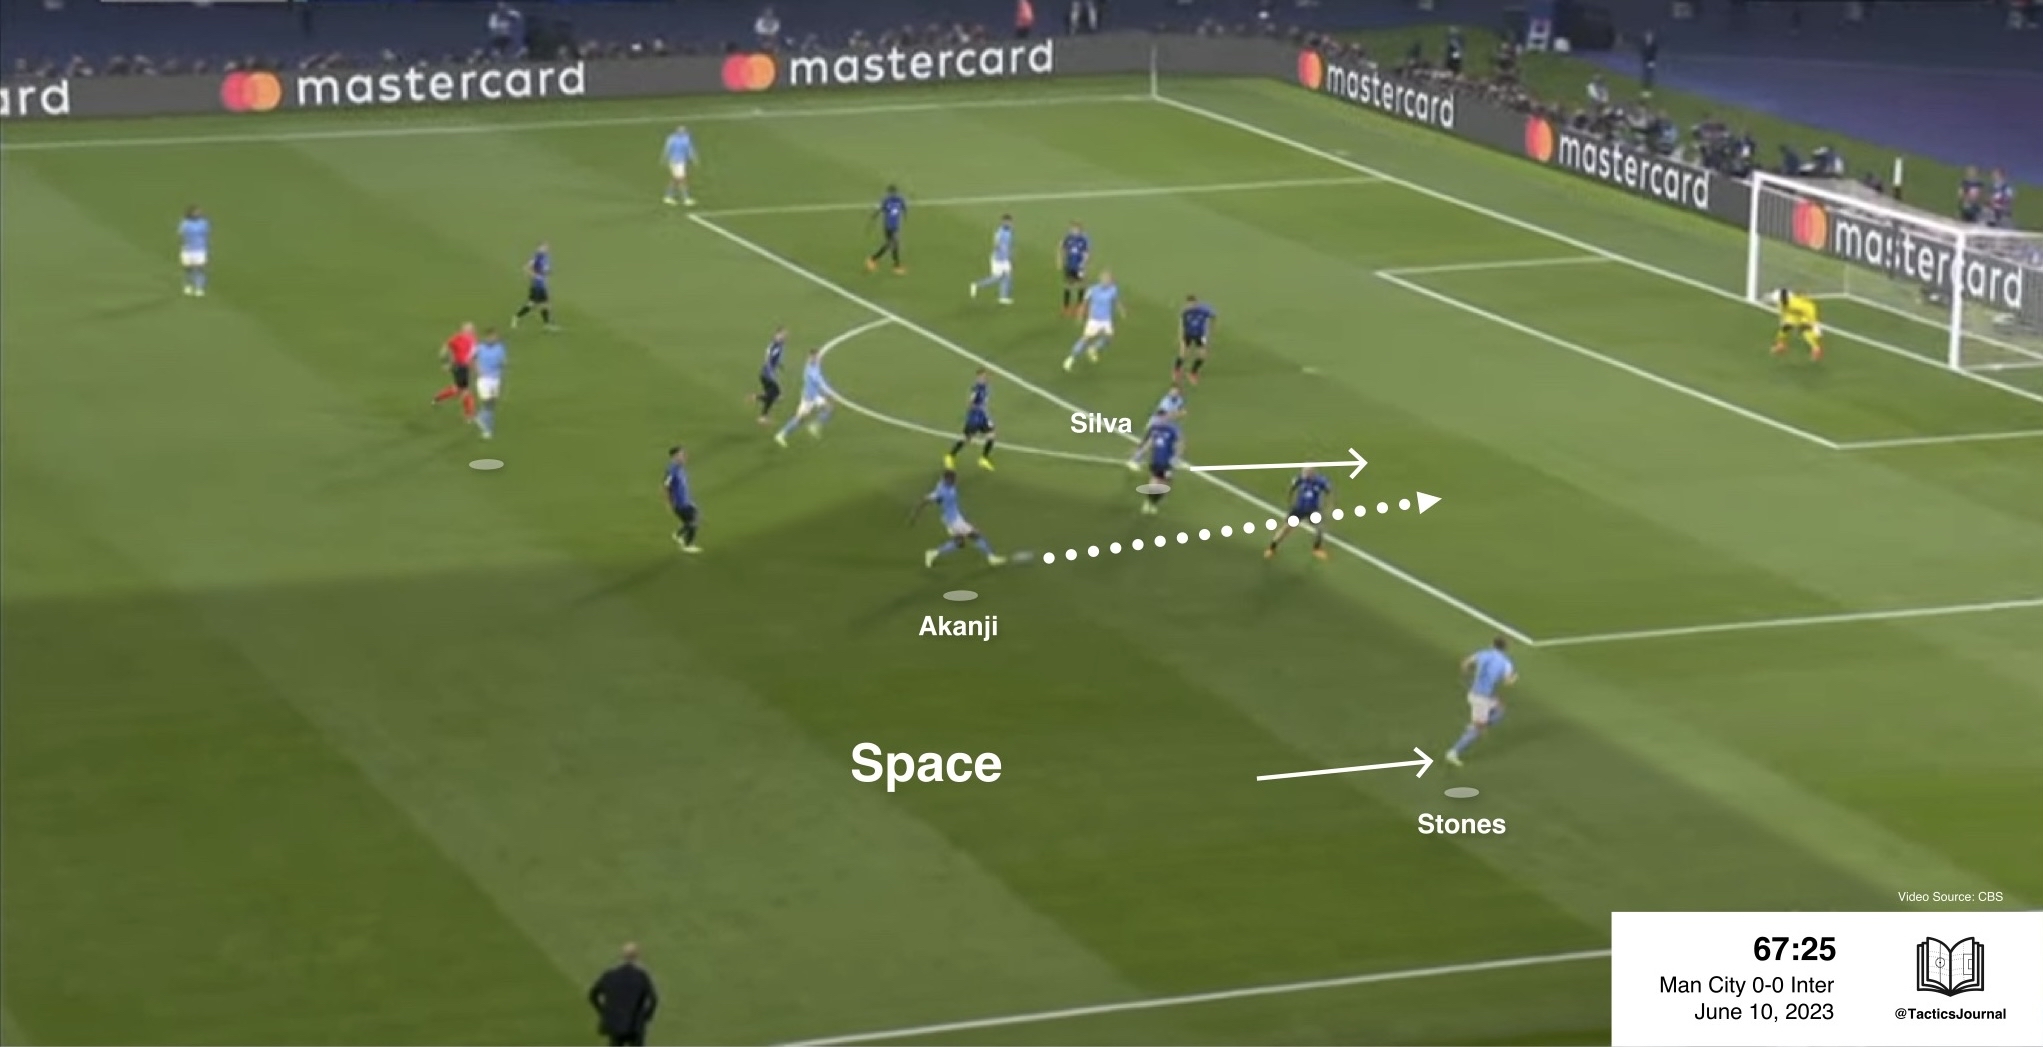 ard
mastercard
mastercard
mastercard
mastercard
mastercard
Silva
Akanji
Space
Stones
Video Source: CBS
67:25
Man City 0-0 Inter
June 10, 2023
@TacticsJournal